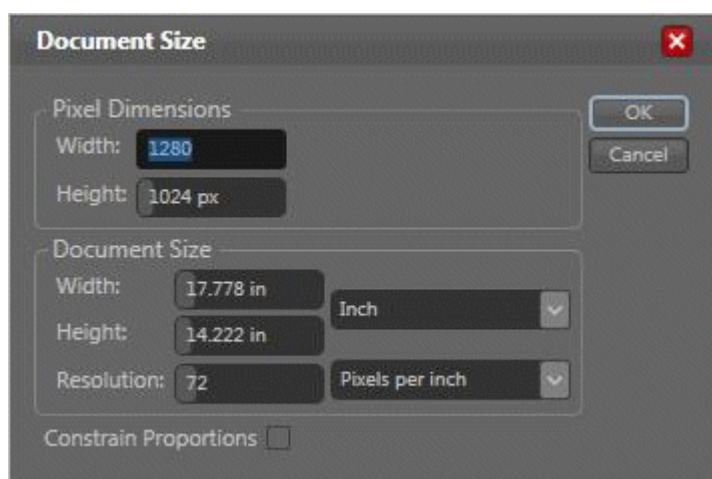 Document Size
Pixel Dimensions
OK
Width: 1280
Cancel
Height: 1024 px
Document Size
Width: 17.778 in
Inch
Height: 14.222 in
Resolution: 72 Pixels per inch
Constrain Proportions